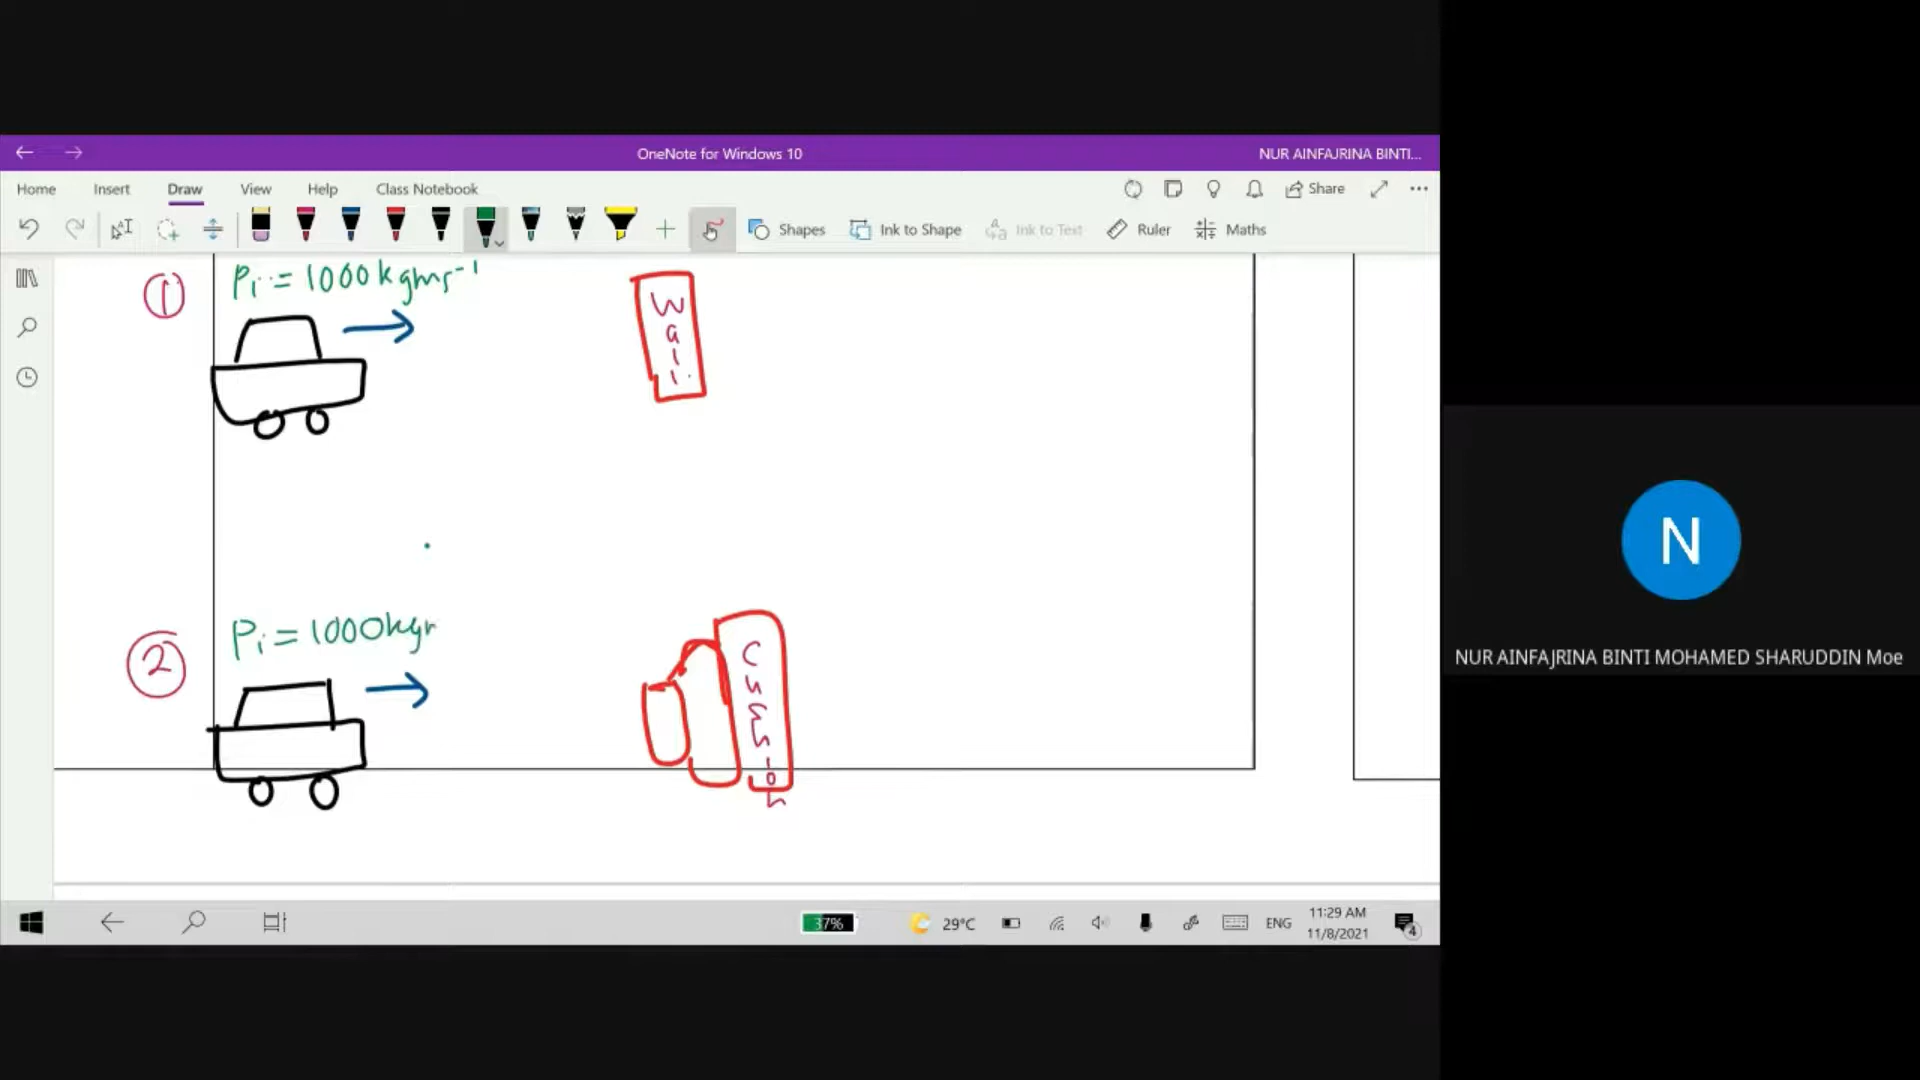 OneNote for Windows 10
NUR AINFAJRINA BINTI...
Home Insert Draw View Help Class Notebook
Share
Shapes Ink to Shape Ink to Text Ruler Maths
① Pi = 1000 kgms⁻¹
Wall
② Pi = 1000kgm
Cushion
N
NUR AINFAJRINA BINTI MOHAMED SHARUDDIN Moe
37% 29°C ENG 11:29 AM
11/8/2021
4